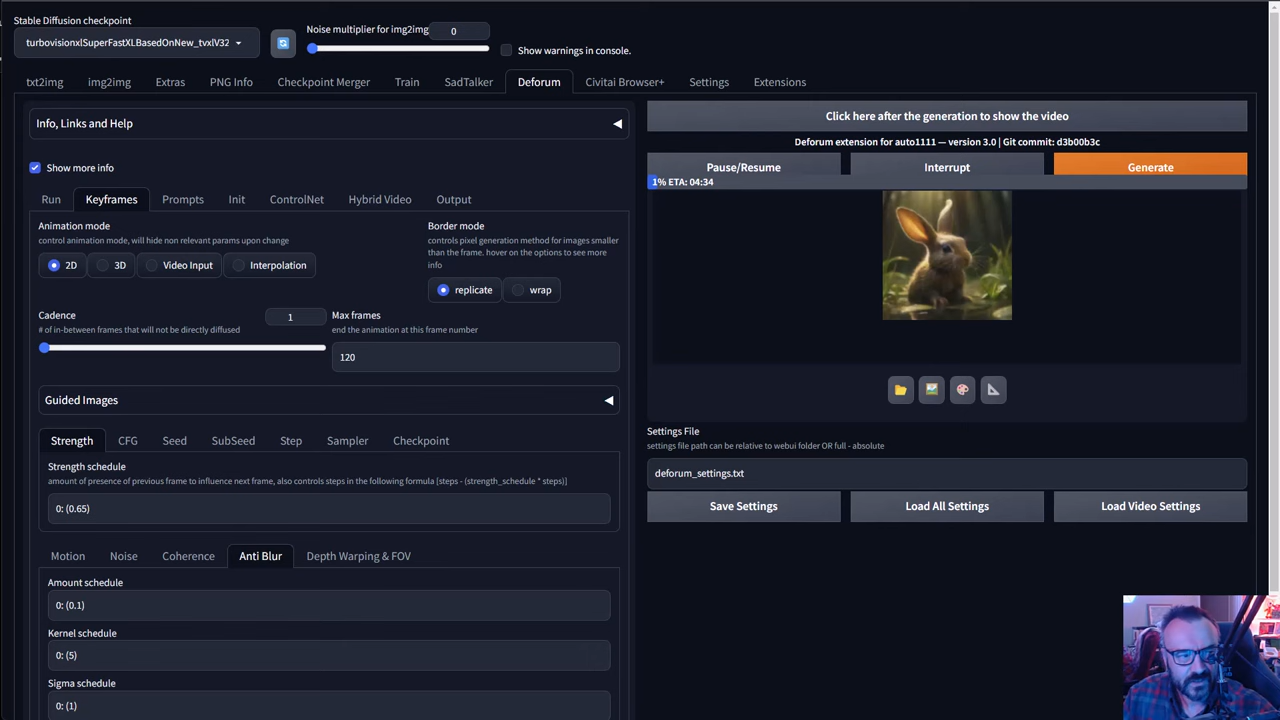 Stable Diffusion checkpoint
turbovisionxlSuperFastXLBasedOnNew_tvxlV32
Noise multiplier for img2img
0
Show warnings in console.
txt2img
img2img
Extras
PNG Info
Checkpoint Merger
Train
SadTalker
Deforum
Civitai Browser+
Settings
Extensions
Info, Links and Help
Show more info
Run
Keyframes
Prompts
Init
ControlNet
Hybrid Video
Output
Animation mode
control animation mode, will hide non relevant params upon change
2D
3D
Video Input
Interpolation
Border mode
controls pixel generation method for images smaller
than the frame. hover on the options to see more
info
replicate
wrap
Cadence
# of in-between frames that will not be directly diffused
1
Max frames
end the animation at this frame number
120
Guided Images
Strength
CFG
Seed
SubSeed
Step
Sampler
Checkpoint
Strength schedule
amount of presence of previous frame to influence next frame, also controls steps in the following formula [steps - (strength_schedule * steps)]
0: (0.65)
Motion
Noise
Coherence
Anti Blur
Depth Warping & FOV
Amount schedule
0: (0.1)
Kernel schedule
0: (5)
Sigma schedule
0: (1)
Click here after the generation to show the video
Deforum extension for auto1111 — version 3.0 | Git commit: d3b00b3c
Pause/Resume
Interrupt
Generate
1% ETA: 04:34
Settings File
settings file path can be relative to webui folder OR full - absolute
deforum_settings.txt
Save Settings
Load All Settings
Load Video Settings